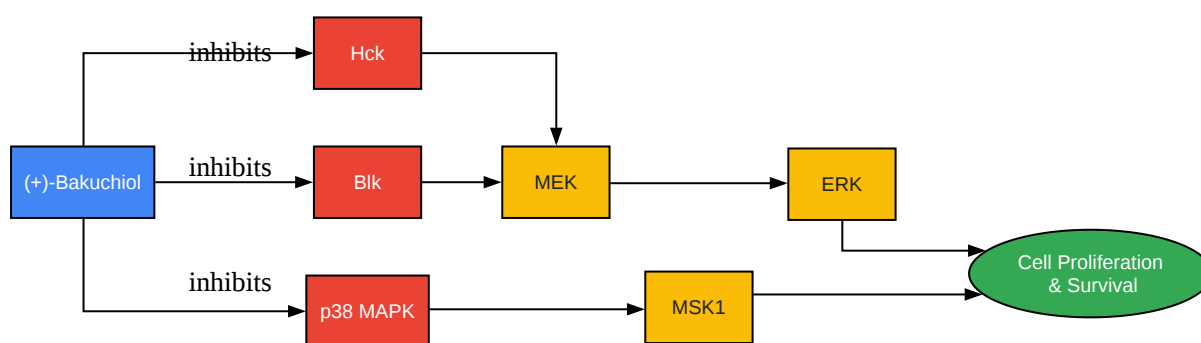 inhibits
Hck
(+)-Bakuchiol
inhibits
Blk
MEK
ERK
inhibits
p38 MAPK
MSK1
Cell Proliferation
& Survival